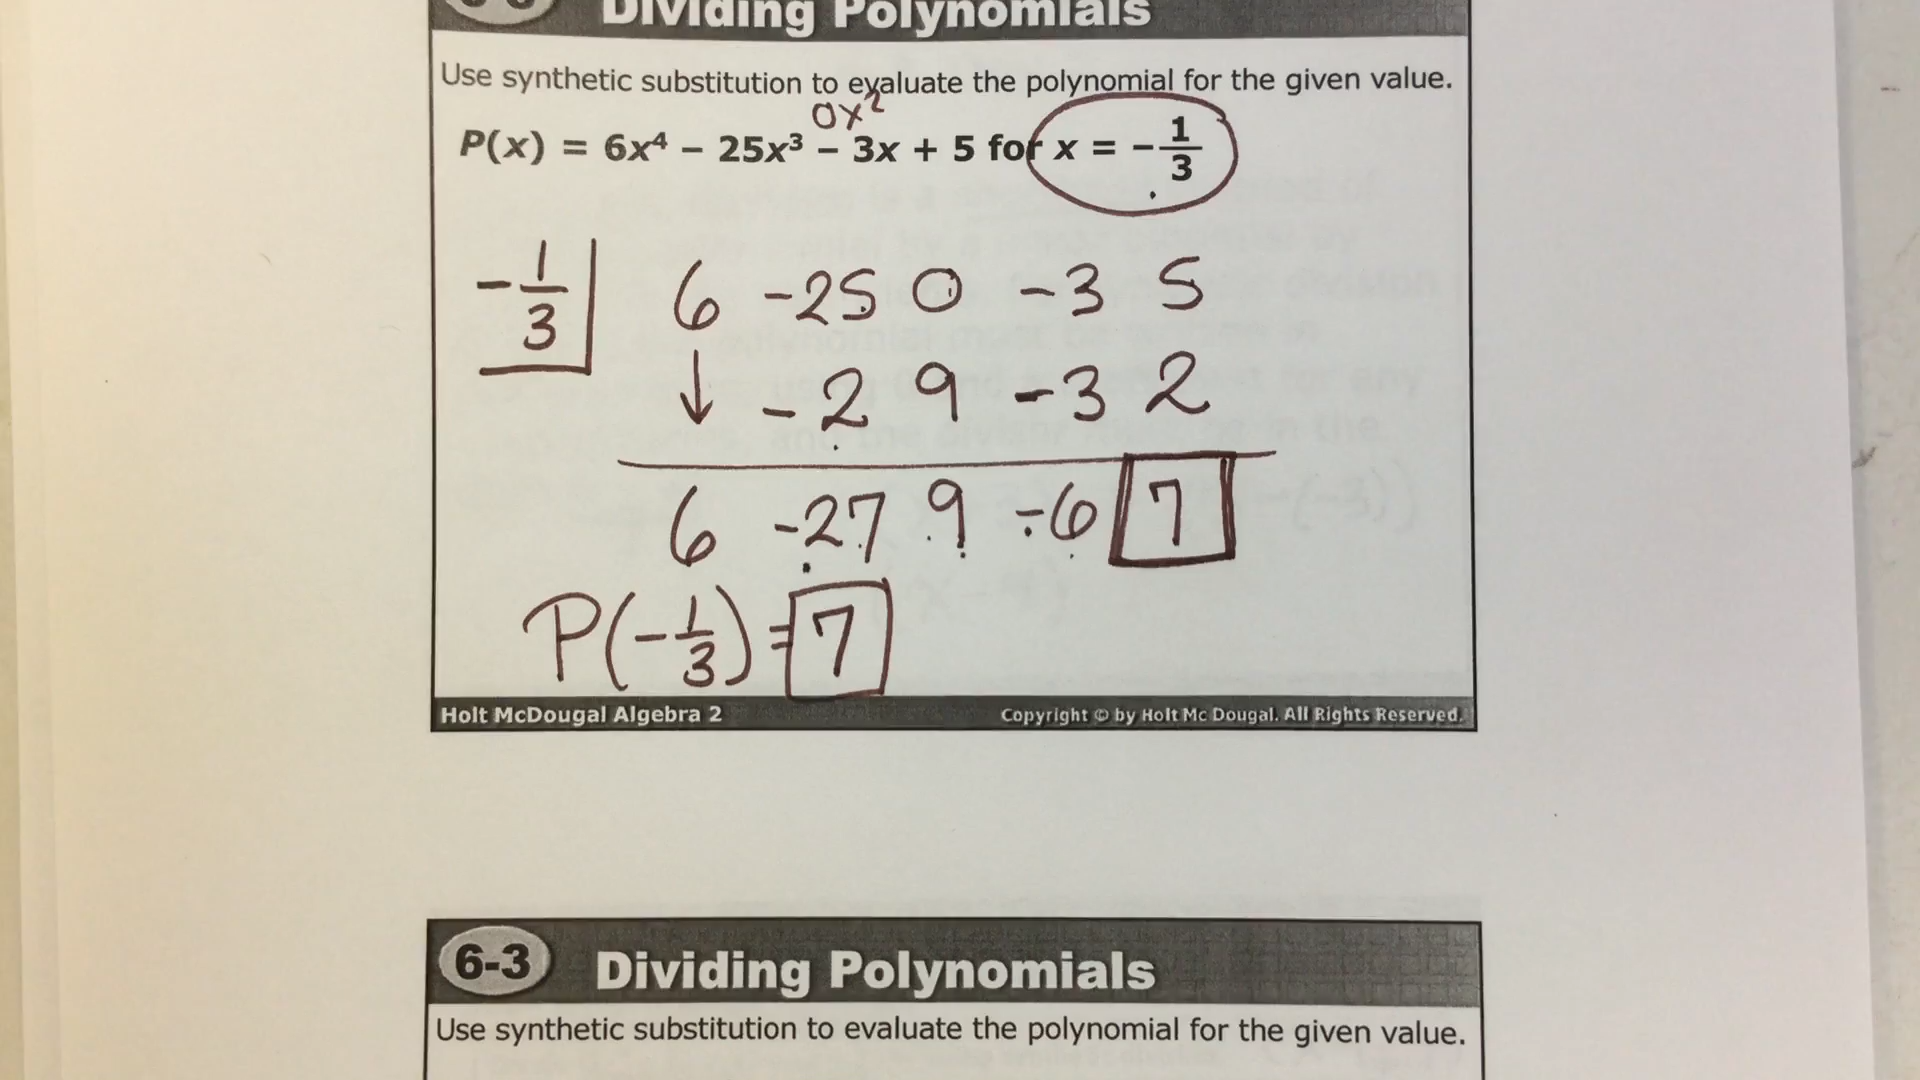 Dividing Polynomials
Use synthetic substitution to evaluate the polynomial for the given value.
0x²
P(x) = 6x⁴ – 25x³ – 3x + 5 for x = –1/3
-1/3 6 -25 0 -3 5
↓ -2 9 -3 2
6 -27 9 -6 7
P(-1/3) = 7
Holt McDougal Algebra 2 Copyright © by Holt Mc Dougal. All Rights Reserved.
6-3 Dividing Polynomials
Use synthetic substitution to evaluate the polynomial for the given value.